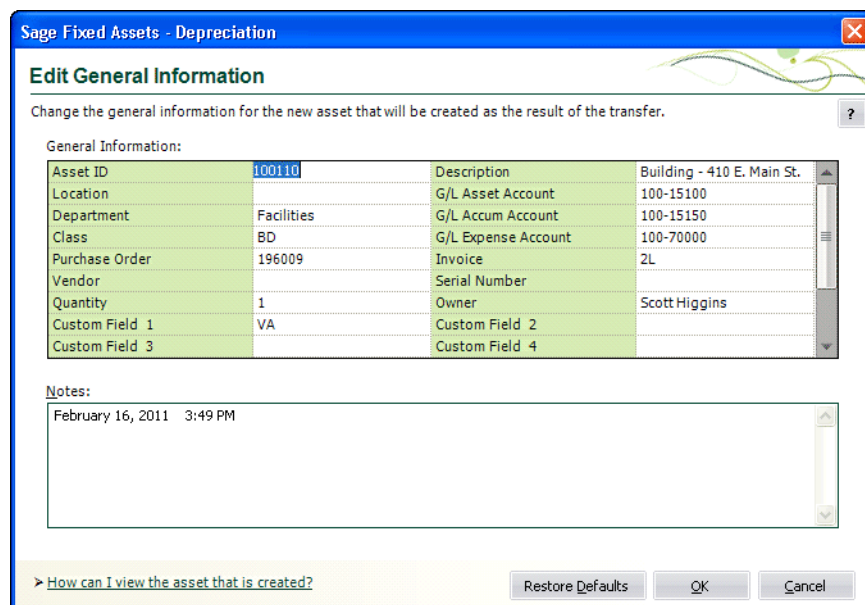 Sage Fixed Assets - Depreciation
Edit General Information
Change the general information for the new asset that will be created as the result of the transfer.
?
General Information:
Asset ID 100110 Description Building - 410 E. Main St.
Location G/L Asset Account 100-15100
Department Facilities G/L Accum Account 100-15150
Class BD G/L Expense Account 100-70000
Purchase Order 196009 Invoice 2L
Vendor Serial Number
Quantity 1 Owner Scott Higgins
Custom Field 1 VA Custom Field 2
Custom Field 3 Custom Field 4
Notes:
February 16, 2011 3:49 PM
How can I view the asset that is created? Restore Defaults OK Cancel